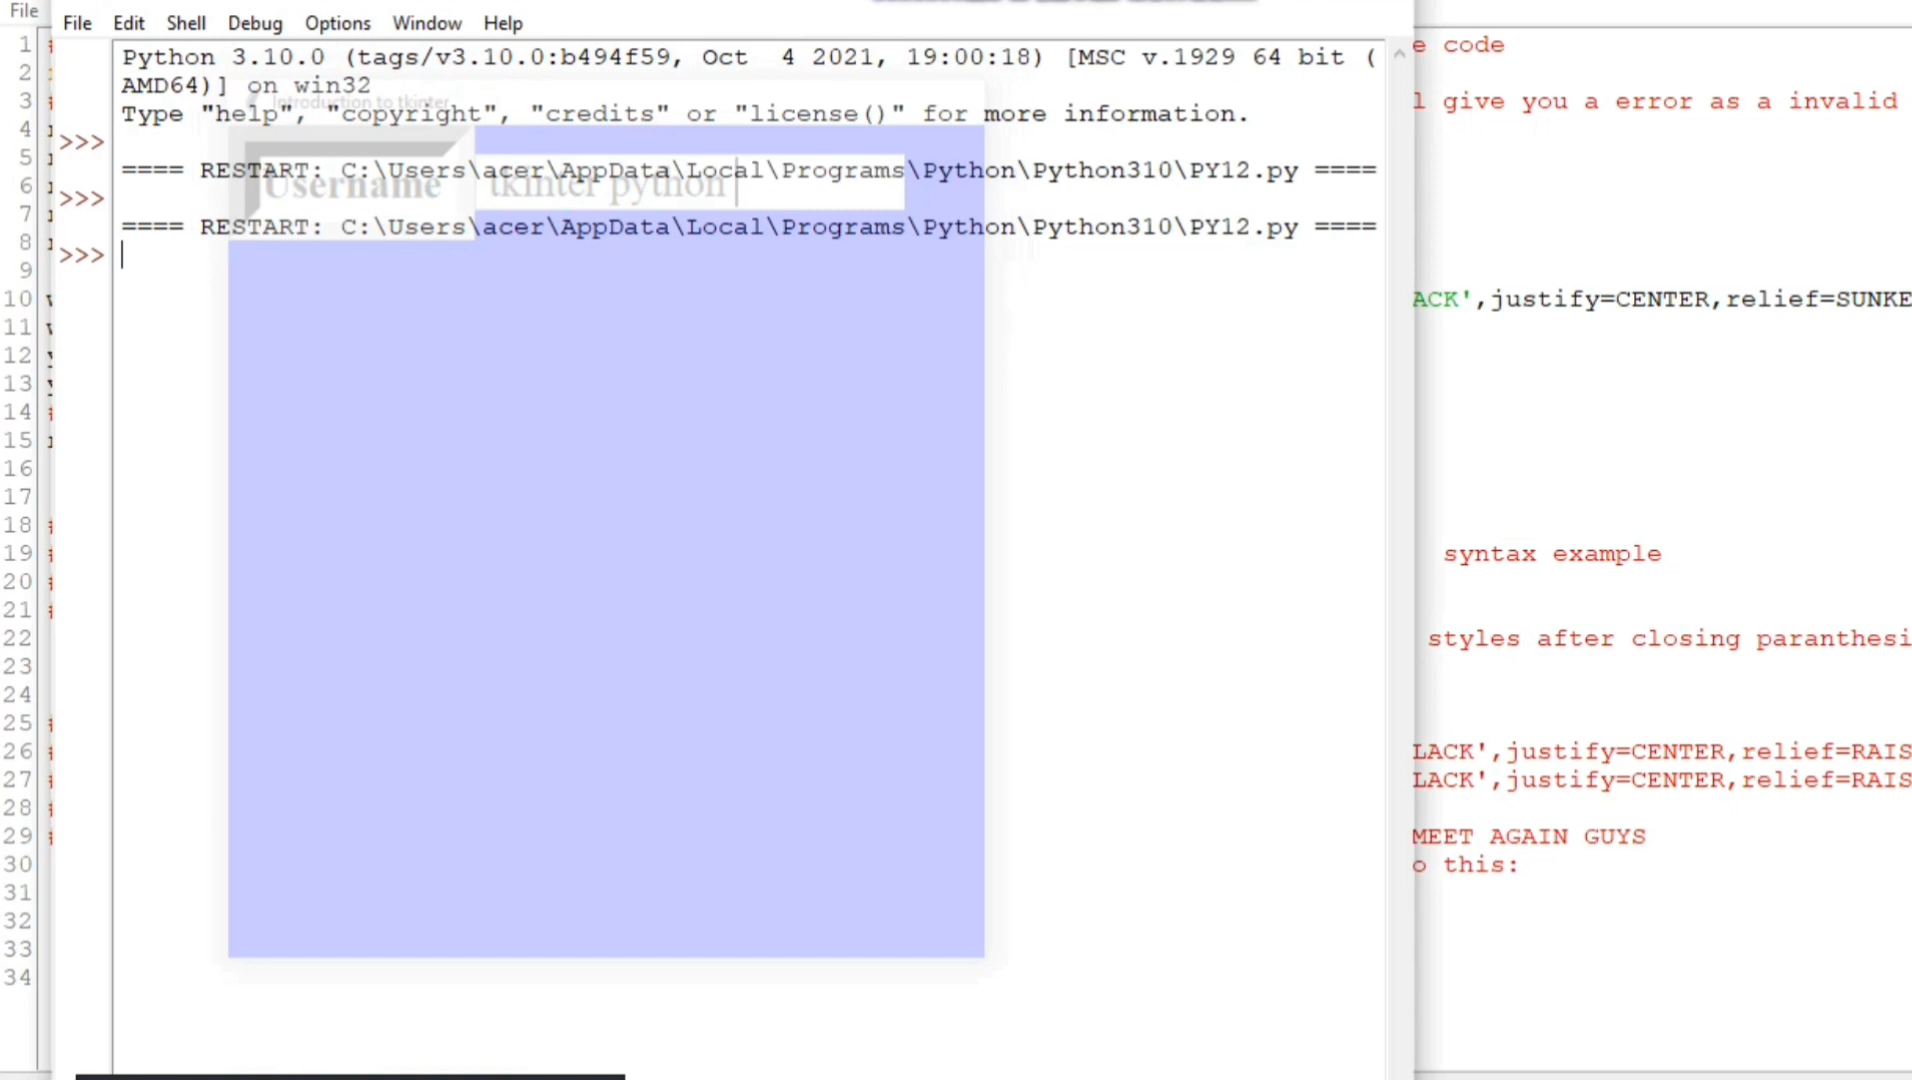 File
File Edit Shell Debug Options Window Help
Python 3.10.0 (tags/v3.10.0:b494f59, Oct  4 2021, 19:00:18) [MSC v.1929 64 bit (
AMD64)] on win32
Introduction to tkinter
Type "help", "copyright", "credits" or "license()" for more information.
>>>
==== RESTART: C:\Users\acer\AppData\Local\Programs\Python\Python310\PY12.py ====
Username tkinter python
>>>
==== RESTART: C:\Users\acer\AppData\Local\Programs\Python\Python310\PY12.py ====
>>>
1 # e code
2
3 # l give you a error as a invalid
4
5
6
7
8
9
10 ACK',justify=CENTER,relief=SUNKE
11
12
13
14 #
15
16
17
18 #
19 # syntax example
20 #
21 #
22 styles after closing paranthesi
23
24
25 #
26 # LACK',justify=CENTER,relief=RAIS
27 # LACK',justify=CENTER,relief=RAIS
28 #
29 # MEET AGAIN GUYS
30 o this:
31
32
33
34